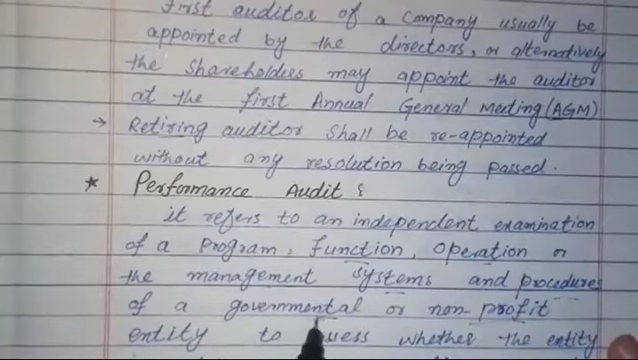 First auditor of a company usually be
appointed by the directors, or alternatively
the shareholders may appoint the auditor
at the first Annual General Meeting (AGM)
→ Retiring auditor shall be re-appointed
without any resolution being passed.
* Performance Audit :
it refers to an independent examination
of a program, function, operation or
the management systems and procedures
of a governmental or non-profit
entity to assess whether the entity